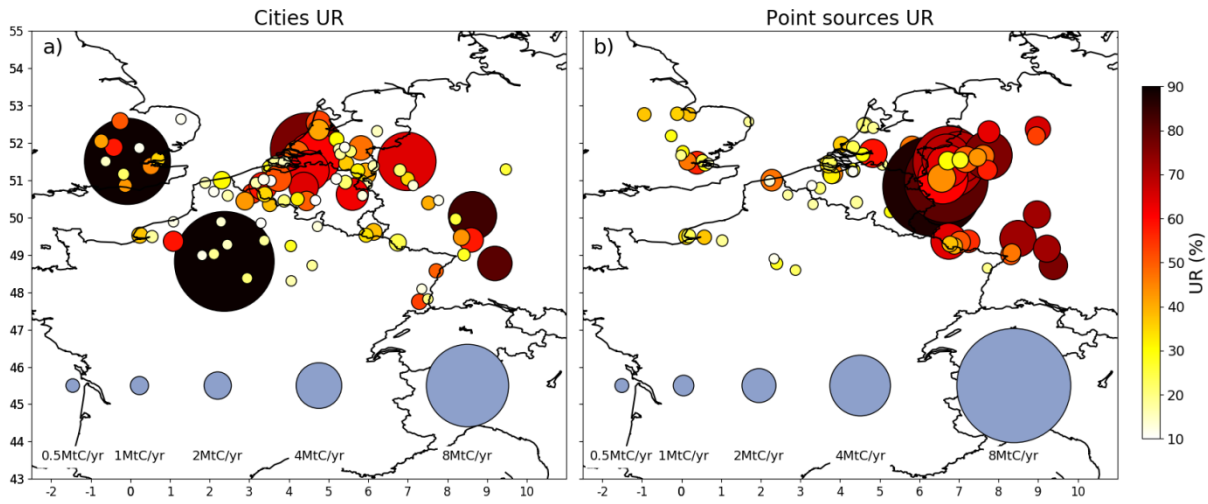 Cities UR
Point sources UR
a)
b)
55
54
53
52
51
50
49
48
47
46
45
44
43
0.5MtC/yr 1MtC/yr 2MtC/yr 4MtC/yr 8MtC/yr
0.5MtC/yr 1MtC/yr 2MtC/yr 4MtC/yr 8MtC/yr
-2 -1 0 1 2 3 4 5 6 7 8 9 10
-2 -1 0 1 2 3 4 5 6 7 8 9 10
90
80
70
60
50
40
30
20
10
UR (%)